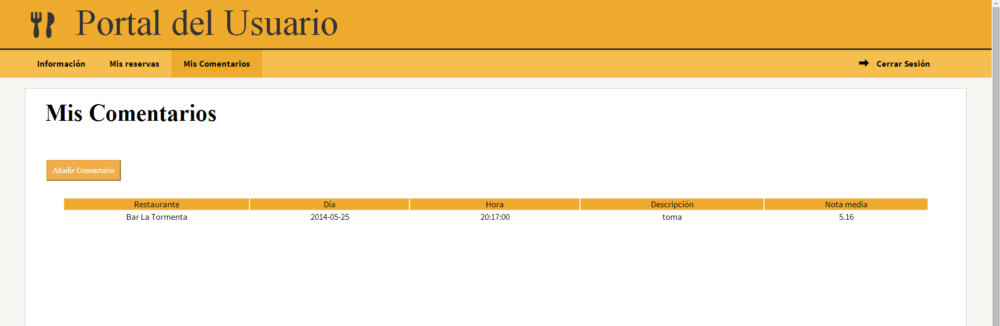 Portal del Usuario
Información Mis reservas Mis Comentarios Cerrar Sesión
Mis Comentarios
Añadir Comentario
Restaurante Día Hora Descripción Nota media
Bar La Tormenta 2014-05-25 20:17:00 toma 5.16